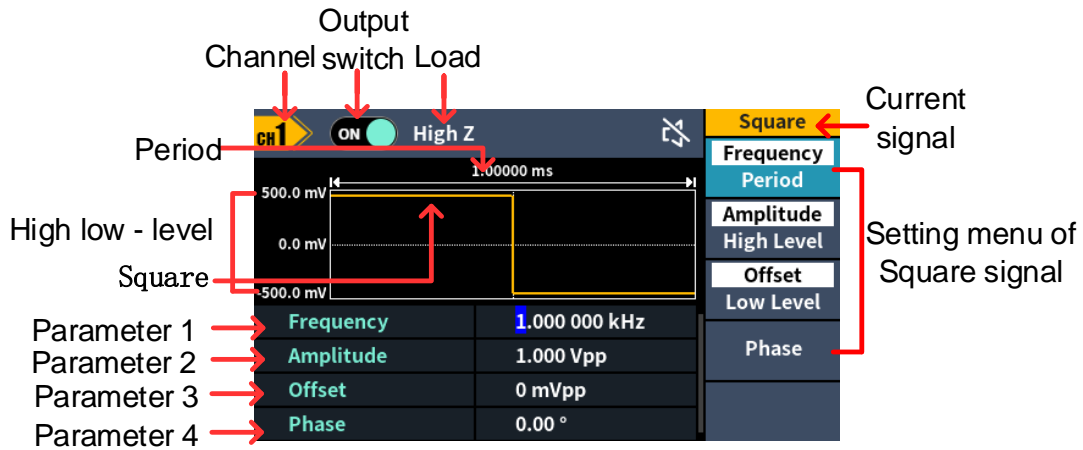 Output
Channel switch Load
Current
signal
CH1 ON High Z
Square
Period
1.00000 ms
Frequency
Period
500.0 mV
Amplitude
High Level
High low - level
0.0 mV
Setting menu of
Square signal
Square
Offset
Low Level
-500.0 mV
Parameter 1
Frequency 1.000 000 kHz
Phase
Parameter 2
Amplitude 1.000 Vpp
Parameter 3
Offset 0 mVpp
Parameter 4
Phase 0.00 °